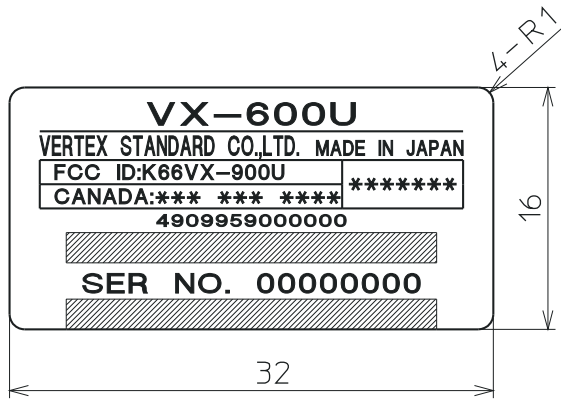 4-R1
VX-600U
VERTEX STANDARD CO.,LTD. MADE IN JAPAN
FCC ID:K66VX-900U
*******
CANADA:*** *** ****
4909959000000
SER NO. 00000000
16
32